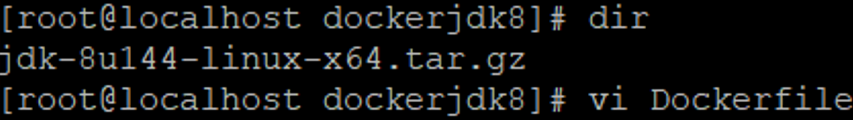 [root@localhost dockerjdk8]# dir
jdk-8u144-linux-x64.tar.gz
[root@localhost dockerjdk8]# vi Dockerfile